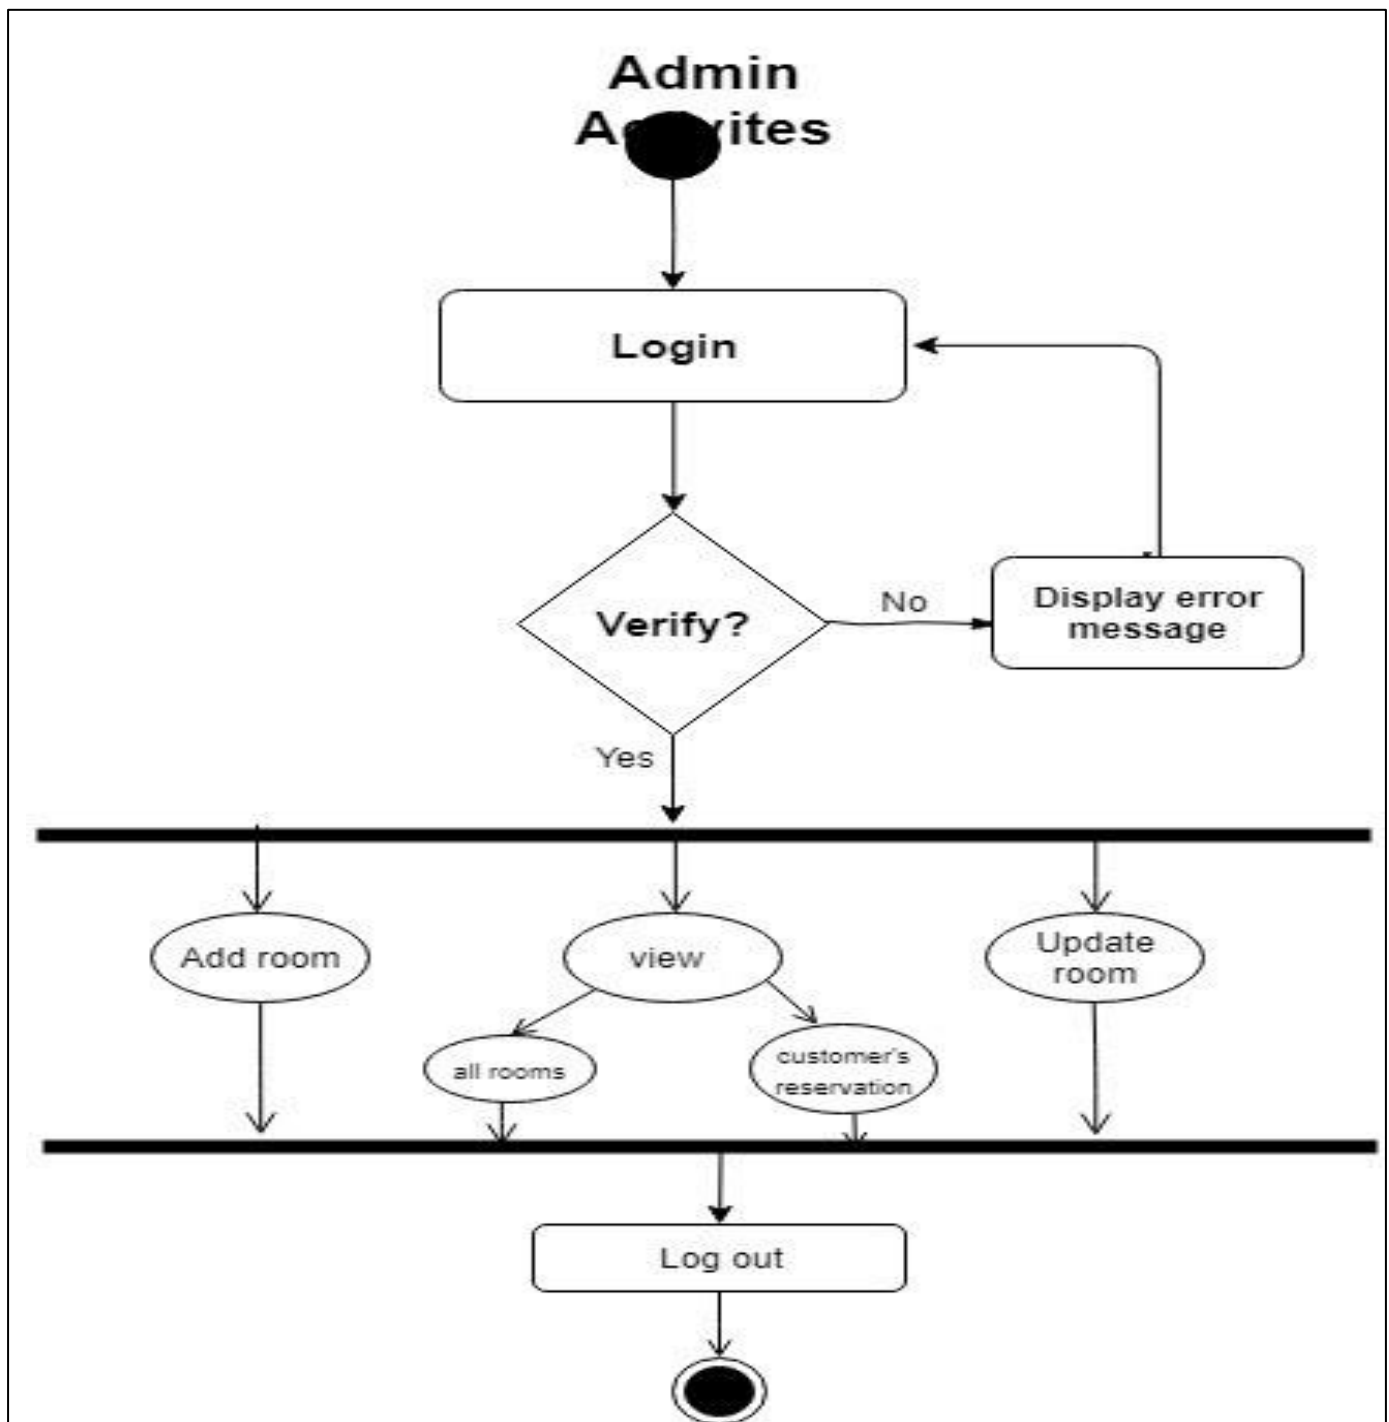 Admin
Activites
Login
Verify?
No
Display error
message
Yes
Add room
view
Update
room
all rooms
customer's
reservation
Log out